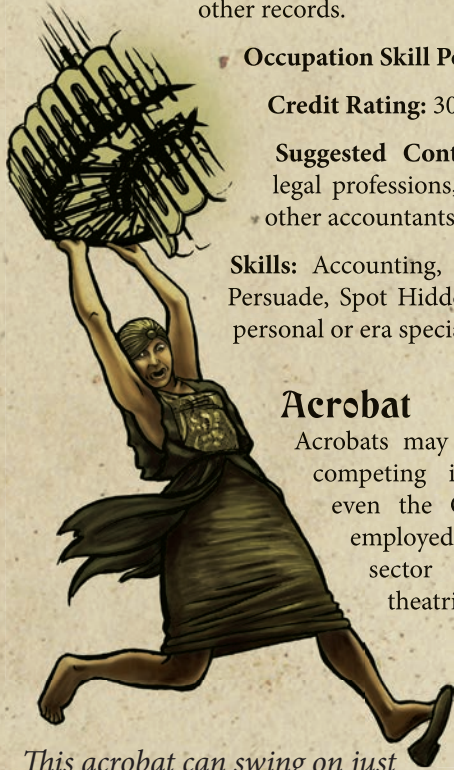 other records.
Occupation Skill Po
Credit Rating: 30
Suggested Cont
legal professions,
other accountants
Skills: Accounting,
Persuade, Spot Hidde
personal or era specia
Acrobat
Acrobats may
competing i
even the
employed
sector
theatri
This acrobat can swing on just